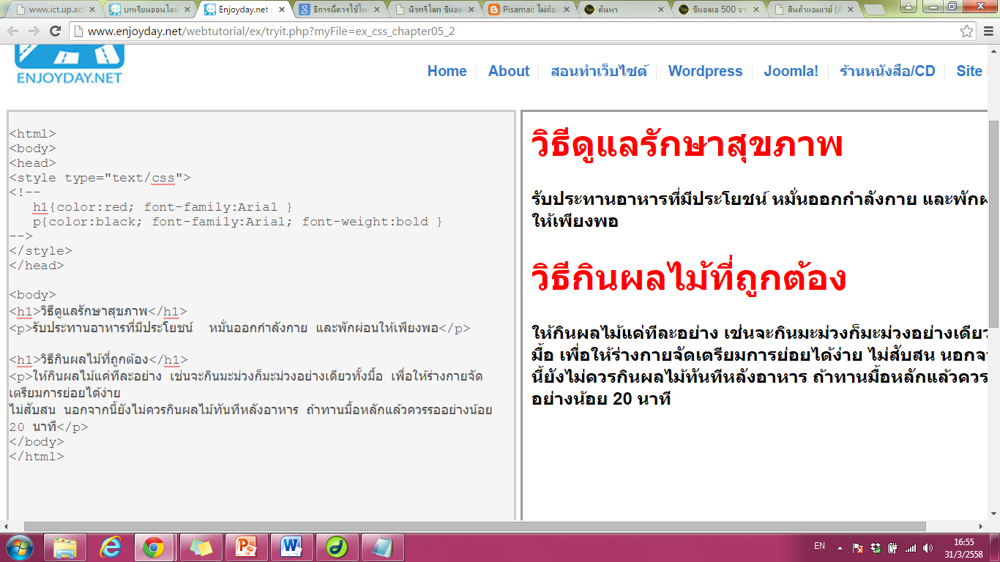 www.ict.up.ac
บทเรียนออนไลน์
Enjoyday.net
ธิการนี้ควรใช้ใน
นิวทริไลท ซีแอล
Pisamai: ไม่ต้อ
ค้นหา
ซีแอลเอ 500 จา
สินค้าแอมเวย์ (A
www.enjoyday.net/webtutorial/ex/tryit.php?myFile=ex_css_chapter05_2
ENJOYDAY.NET
Home About สอนทำเว็บไซต์ Wordpress Joomla! ร้านหนังสือ/CD Site
<html>
<body>
<head>
<style type="text/css">
<!--
h1{color:red; font-family:Arial }
p{color:black; font-family:Arial; font-weight:bold }
-->
</style>
</head>
<body>
<h1>วิธีดูแลรักษาสุขภาพ</h1>
<p>รับประทานอาหารที่มีประโยชน์  หมั่นออกกำลังกาย และพักผ่อนให้เพียงพอ</p>
<h1>วิธีกินผลไม้ที่ถูกต้อง</h1>
<p>ให้กินผลไม้แค่ทีละอย่าง เช่นจะกินมะม่วงก็มะม่วงอย่างเดียวทั้งมื้อ เพื่อให้ร่างกายจัด
เตรียมการย่อยได้ง่าย
ไม่สับสน นอกจากนี้ยังไม่ควรกินผลไม้ทันทีหลังอาหาร ถ้าทานมื้อหลักแล้วควรรออย่างน้อย
20 นาที</p>
</body>
</html>
วิธีดูแลรักษาสุขภาพ
รับประทานอาหารที่มีประโยชน์ หมั่นออกกำลังกาย และพักผ
ให้เพียงพอ
วิธีกินผลไม้ที่ถูกต้อง
ให้กินผลไม้แค่ทีละอย่าง เช่นจะกินมะม่วงก็มะม่วงอย่างเดียว
มื้อ เพื่อให้ร่างกายจัดเตรียมการย่อยได้ง่าย ไม่สับสน นอกจา
นี้ยังไม่ควรกินผลไม้ทันทีหลังอาหาร ถ้าทานมื้อหลักแล้วควร
อย่างน้อย 20 นาที
EN
16:55
31/3/2558